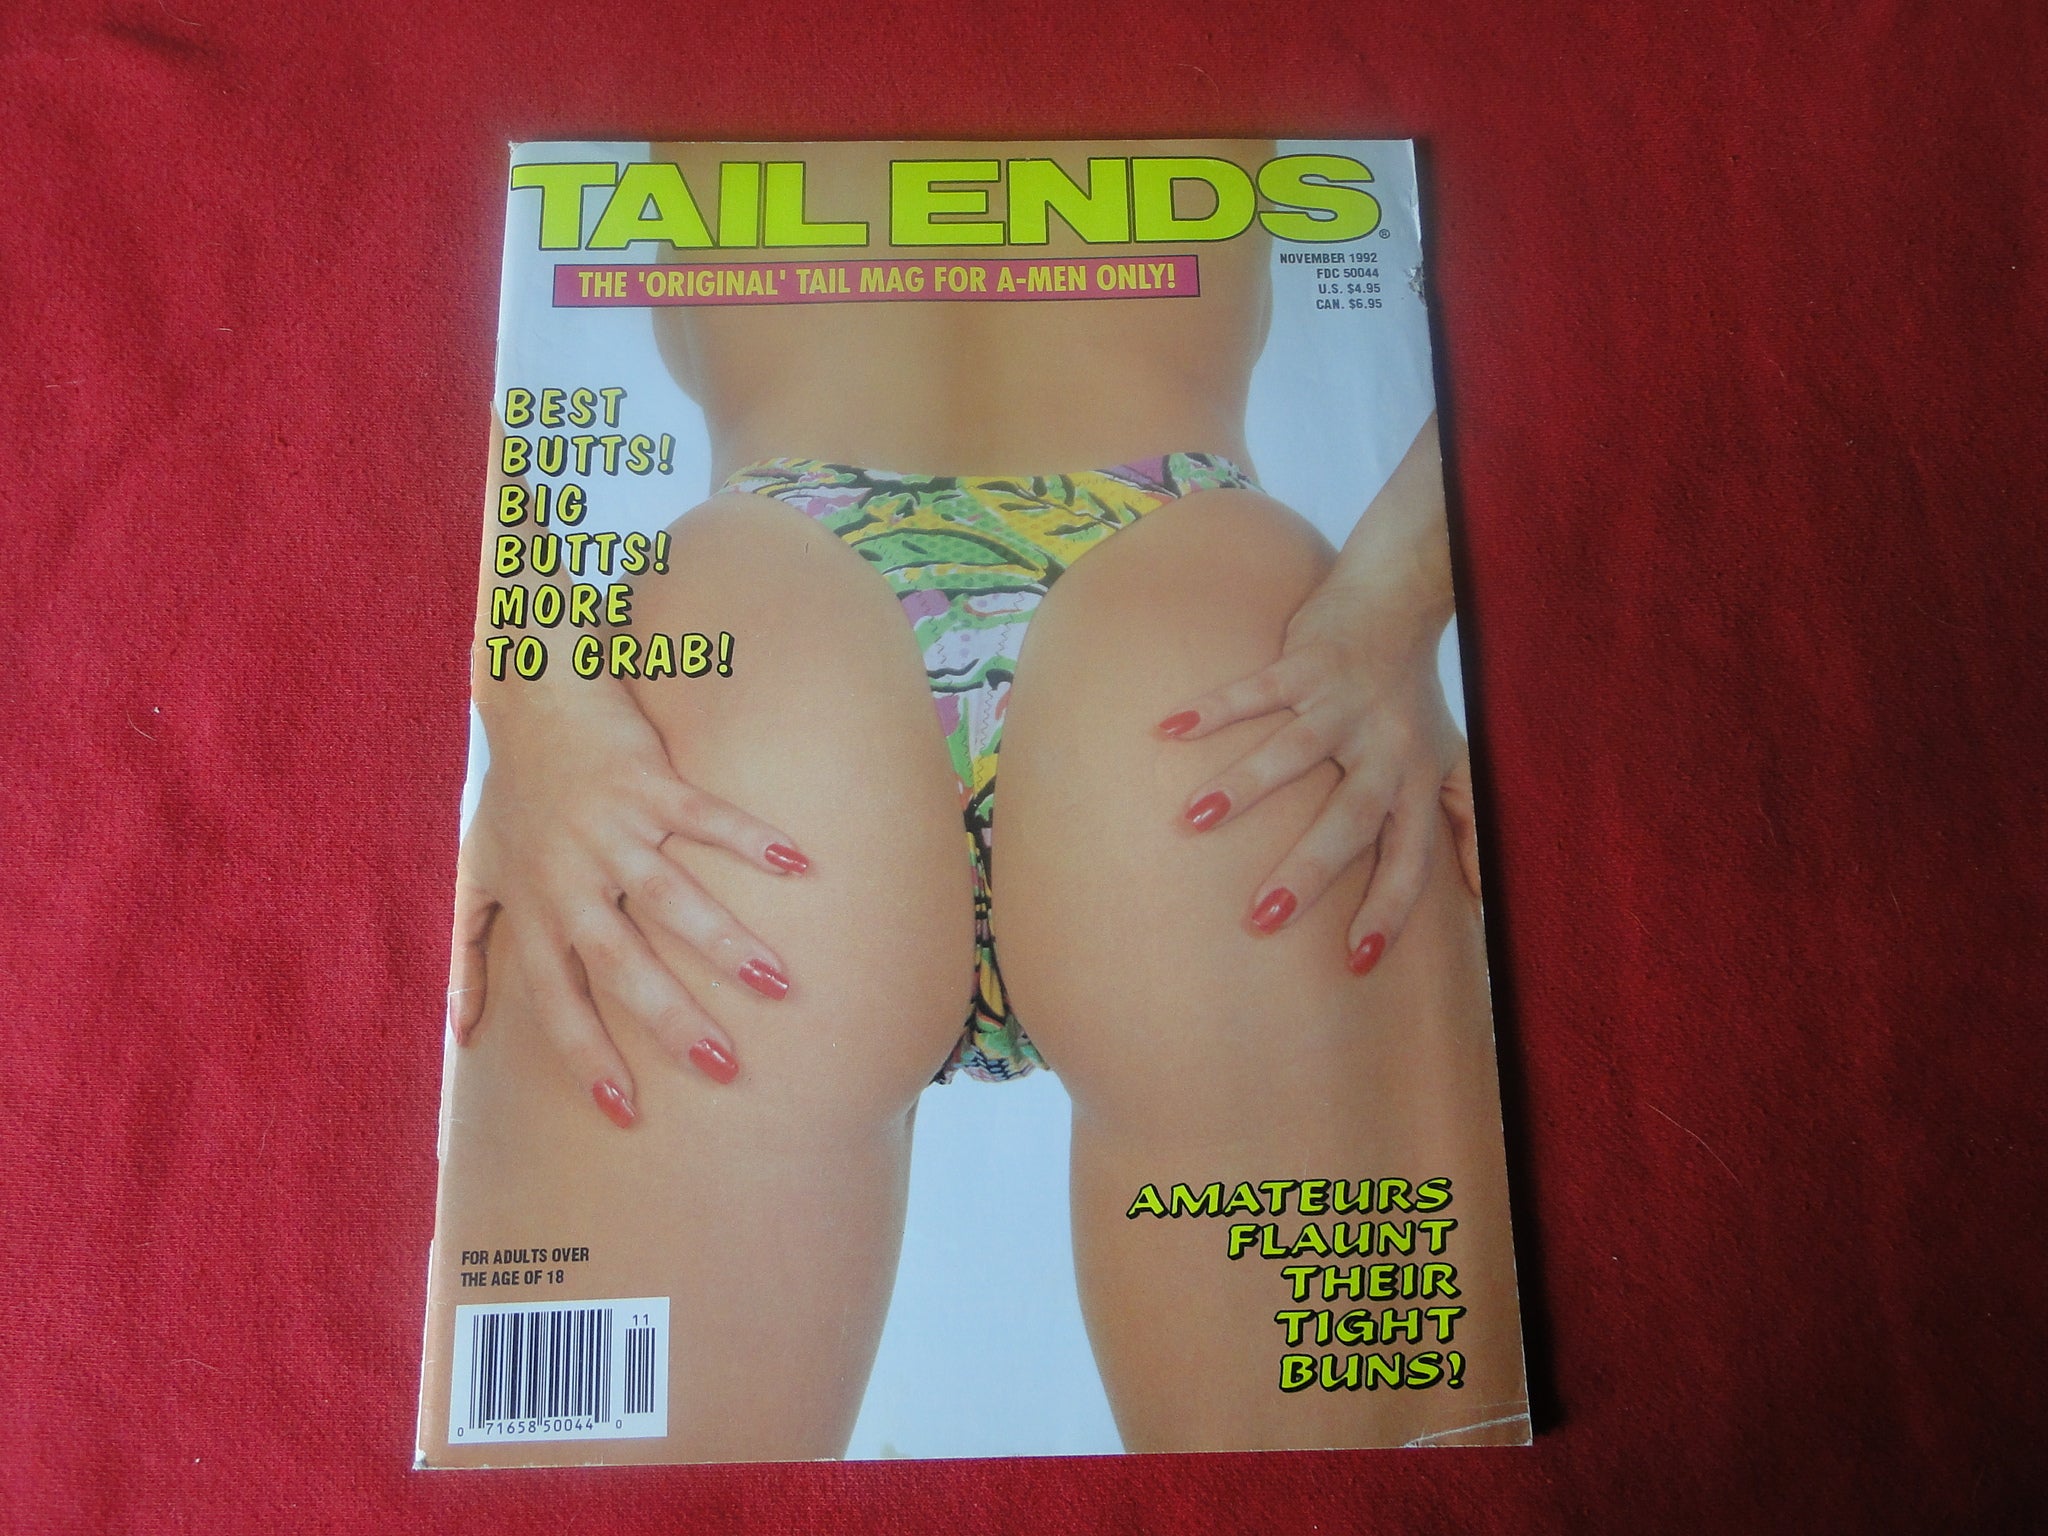 TAIL ENDS®
THE 'ORIGINAL' TAIL MAG FOR A-MEN ONLY!
NOVEMBER 1992
FDC 50044
U.S. $4.95
CAN. $6.95
BEST
BUTTS!
BIG
BUTTS!
MORE
TO GRAB!
AMATEURS
FLAUNT
THEIR
TIGHT
BUNS!
FOR ADULTS OVER
THE AGE OF 18
11
0 71658 50044 0